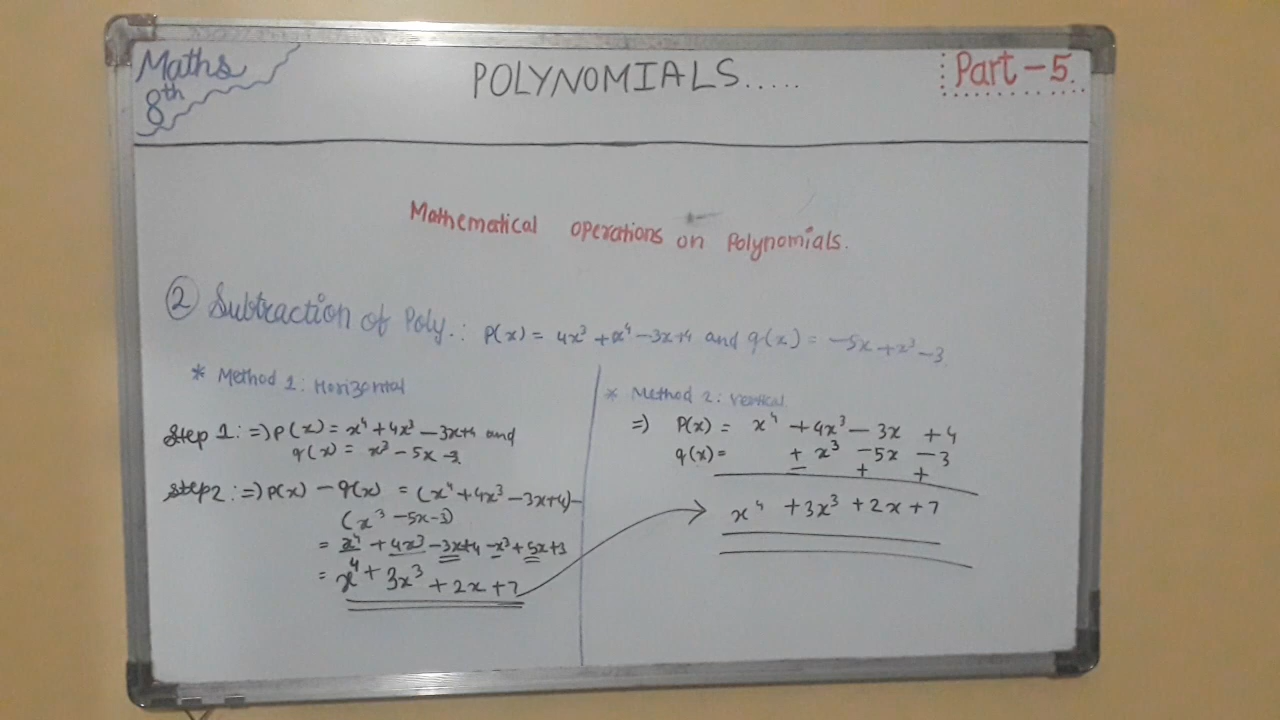 Maths
8th
POLYNOMIALS.....
Part-5
Mathematical operations on Polynomials.
② Subtraction of Poly.: P(x) = 4x³ + x⁴ - 3x + 4 and q(x) = -5x + x³ - 3
* Method 1: Horizontal
Step 1: ⇒ P(x) = x⁴ + 4x³ - 3x + 4 and
q(x) = x³ - 5x - 3
Step 2: ⇒ P(x) - q(x) = (x⁴ + 4x³ - 3x + 4) -
(x³ - 5x - 3)
= x⁴ + 4x³ - 3x + 4 - x³ + 5x + 3
= x⁴ + 3x³ + 2x + 7
* Method 2: Vertical
⇒ P(x) = x⁴ + 4x³ - 3x + 4
q(x) = + x³ - 5x - 3
- + +
x⁴ + 3x³ + 2x + 7